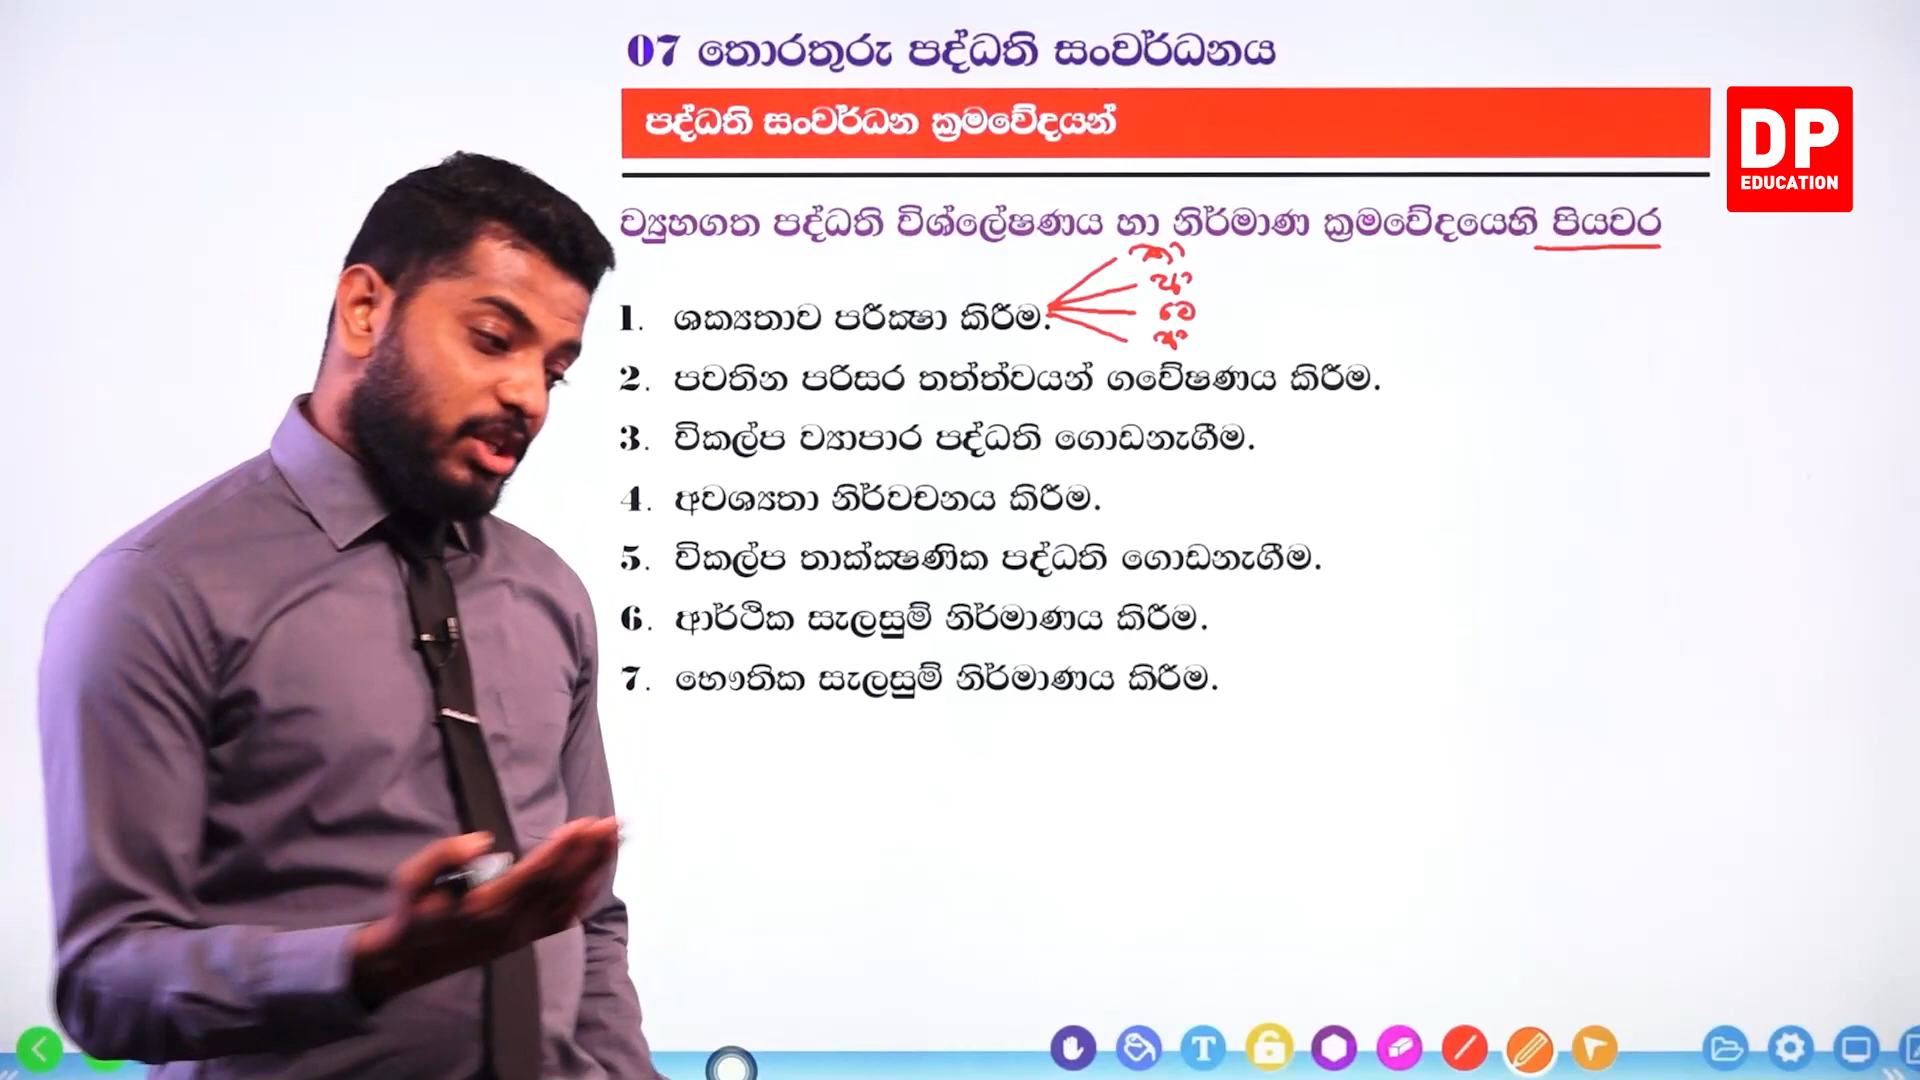 07 තොරතුරු පද්ධති සංවර්ධනය
පද්ධති සංවර්ධන ක්‍රමවේදයන්
DP
EDUCATION
ව්‍යුහගත පද්ධති විශ්ලේෂණය හා නිර්මාණ ක්‍රමවේදයෙහි පියවර
1. ශක්‍යතාව පරීක්ෂා කිරීම.
තා
ආ
මෙ
2. පවතින පරිසර තත්ත්වයන් ගවේෂණය කිරීම.
3. විකල්ප ව්‍යාපාර පද්ධති ගොඩනැගීම.
4. අවශ්‍යතා නිර්වචනය කිරීම.
5. විකල්ප තාක්ෂණික පද්ධති ගොඩනැගීම.
6. ආර්ථික සැලසුම් නිර්මාණය කිරීම.
7. භෞතික සැලසුම් නිර්මාණය කිරීම.
T